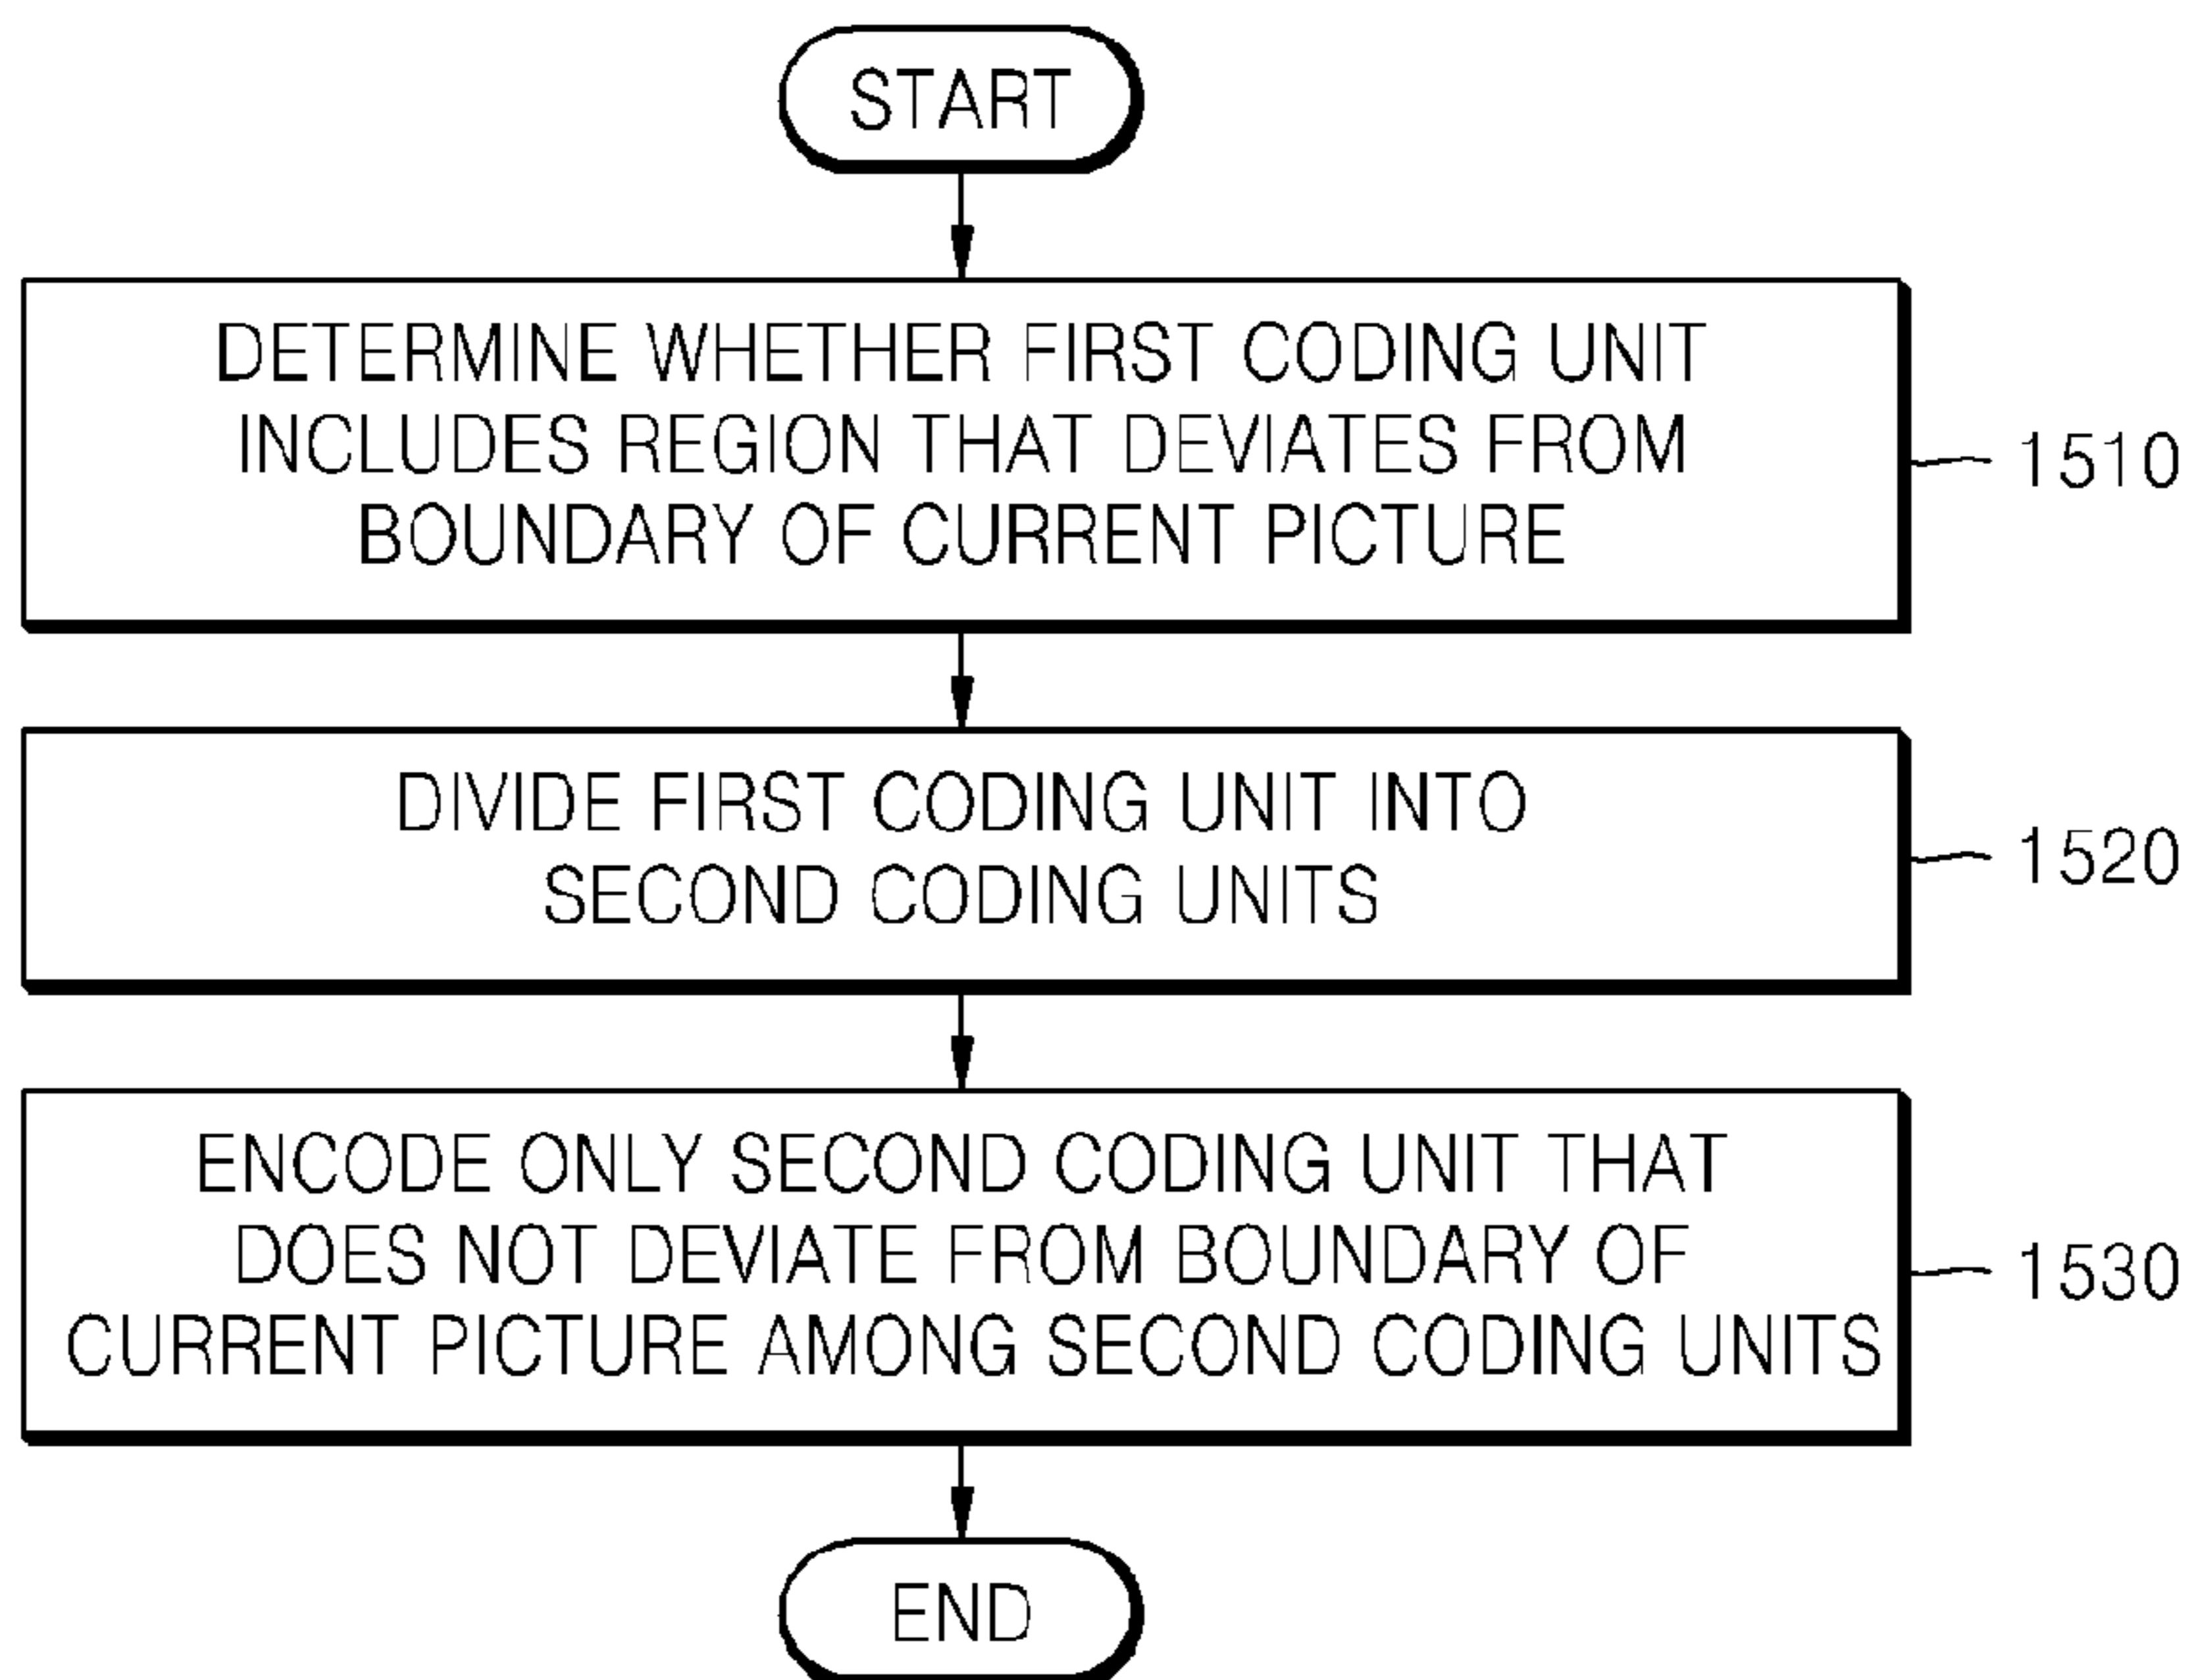 START
DETERMINE WHETHER FIRST CODING UNIT
INCLUDES REGION THAT DEVIATES FROM
BOUNDARY OF CURRENT PICTURE
1510
DIVIDE FIRST CODING UNIT INTO
SECOND CODING UNITS
1520
ENCODE ONLY SECOND CODING UNIT THAT
DOES NOT DEVIATE FROM BOUNDARY OF
CURRENT PICTURE AMONG SECOND CODING UNITS
1530
END